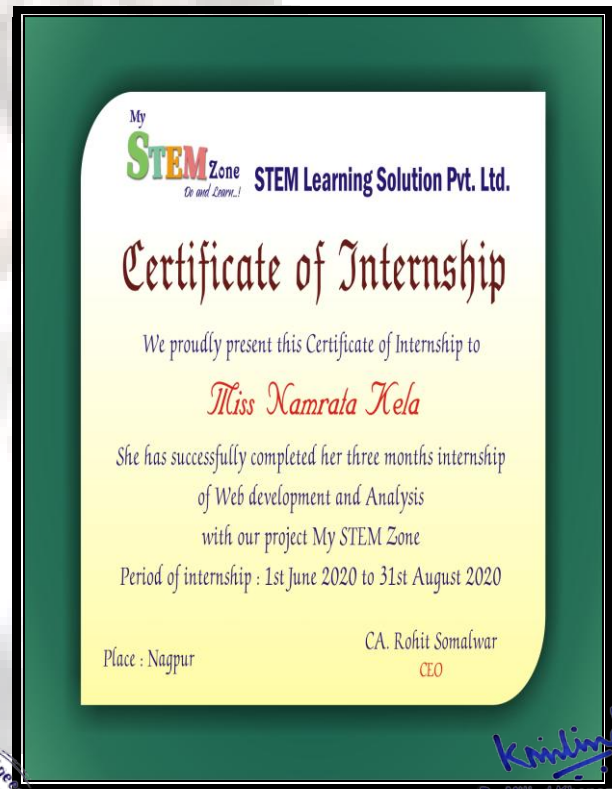 My
STEM Zone
Do and Learn..!
STEM Learning Solution Pvt. Ltd.
Certificate of Internship
We proudly present this Certificate of Internship to
Miss Namrata Kela
She has successfully completed her three months internship
of Web development and Analysis
with our project My STEM Zone
Period of internship : 1st June 2020 to 31st August 2020
Place : Nagpur
CA. Rohit Somalwar
CEO